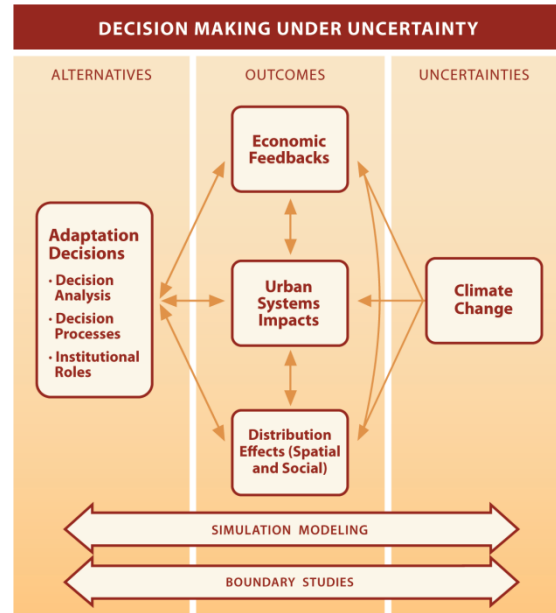 DECISION MAKING UNDER UNCERTAINTY
ALTERNATIVES
OUTCOMES
UNCERTAINTIES
Economic
Feedbacks
Adaptation
Decisions
· Decision
Analysis
· Decision
Processes
· Institutional
Roles
Urban
Systems
Impacts
Climate
Change
Distribution
Effects (Spatial
and Social)
SIMULATION MODELING
BOUNDARY STUDIES